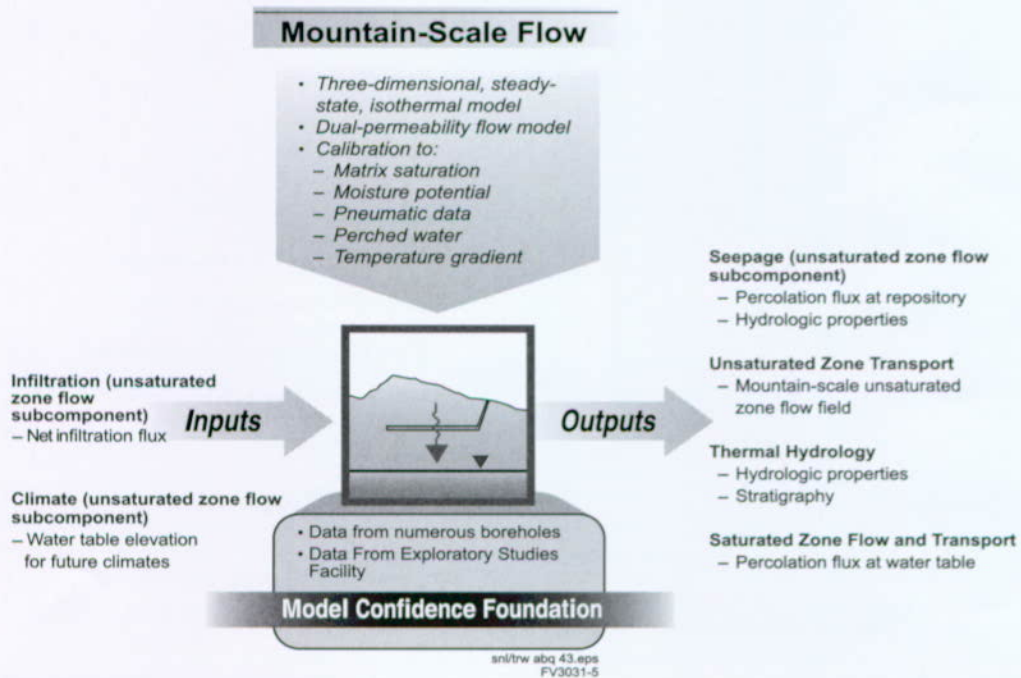 Mountain-Scale Flow
• Three-dimensional, steady-
state, isothermal model
• Dual-permeability flow model
• Calibration to:
– Matrix saturation
– Moisture potential
– Pneumatic data
– Perched water
– Temperature gradient
Infiltration (unsaturated
zone flow
subcomponent)
– Net infiltration flux
Climate (unsaturated zone flow
subcomponent)
– Water table elevation
for future climates
Inputs
Outputs
Seepage (unsaturated zone flow
subcomponent)
– Percolation flux at repository
– Hydrologic properties
Unsaturated Zone Transport
– Mountain-scale unsaturated
zone flow field
Thermal Hydrology
– Hydrologic properties
– Stratigraphy
Saturated Zone Flow and Transport
– Percolation flux at water table
• Data from numerous boreholes
• Data From Exploratory Studies
Facility
Model Confidence Foundation
snl/trw abq 43.eps
FV3031-5